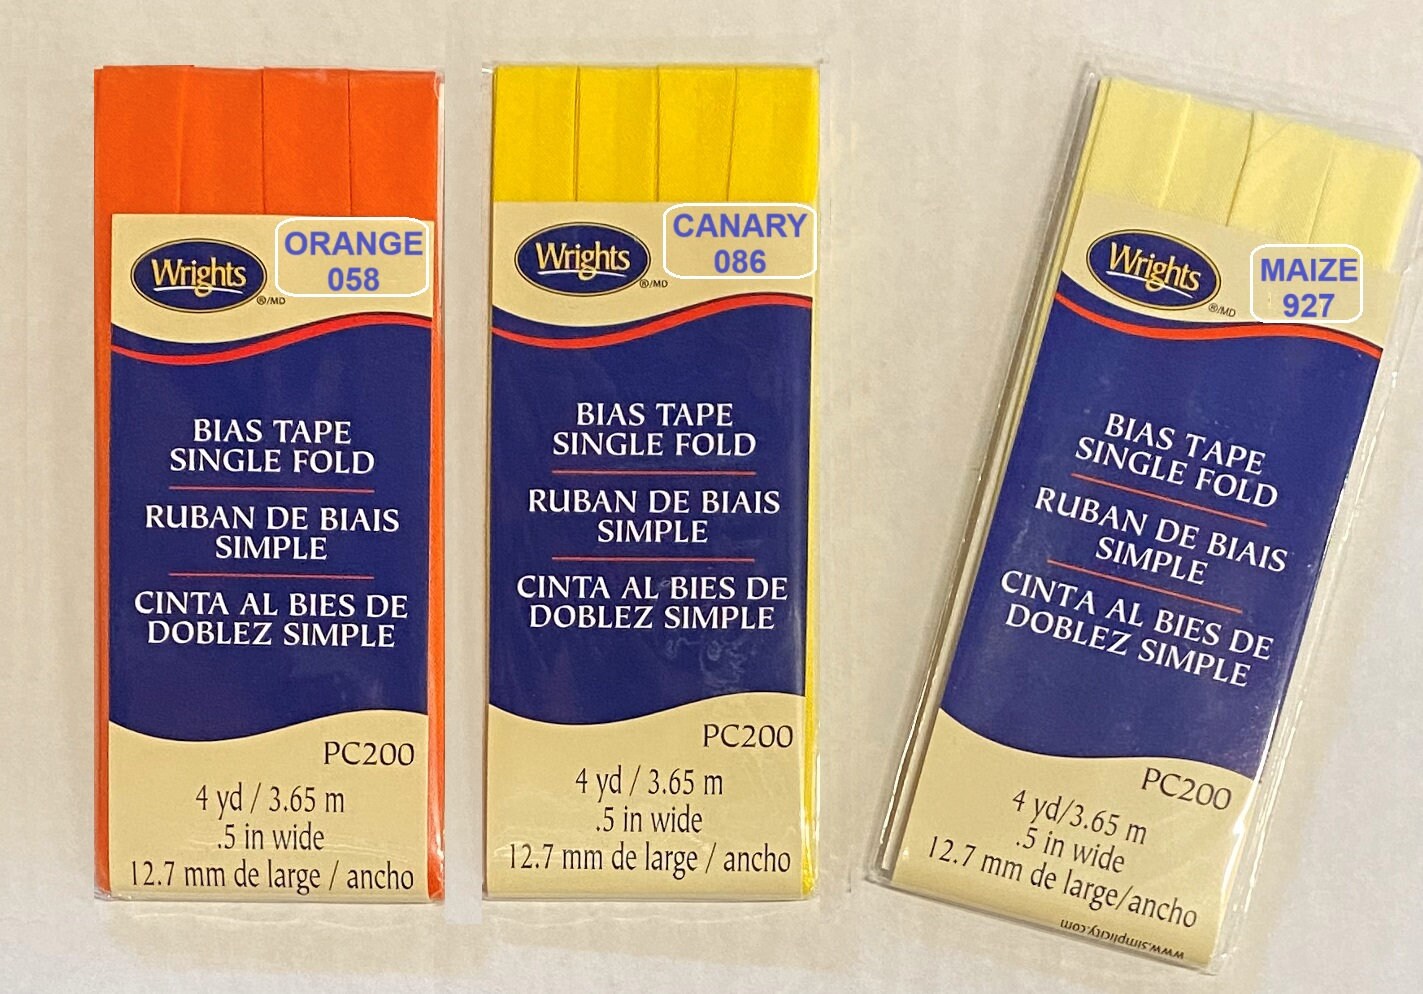 Wrights
®/MD
ORANGE
058
BIAS TAPE
SINGLE FOLD
RUBAN DE BIAIS
SIMPLE
CINTA AL BIES DE
DOBLEZ SIMPLE
PC200
4 yd / 3.65 m
.5 in wide
12.7 mm de large / ancho
Wrights
®/MD
CANARY
086
BIAS TAPE
SINGLE FOLD
RUBAN DE BIAIS
SIMPLE
CINTA AL BIES DE
DOBLEZ SIMPLE
PC200
4 yd / 3.65 m
.5 in wide
12.7 mm de large / ancho
Wrights
®/MD
MAIZE
927
BIAS TAPE
SINGLE FOLD
RUBAN DE BIAIS
SIMPLE
CINTA AL BIES DE
DOBLEZ SIMPLE
PC200
4 yd/3.65 m
.5 in wide
12.7 mm de large/ancho
www.simplicity.com